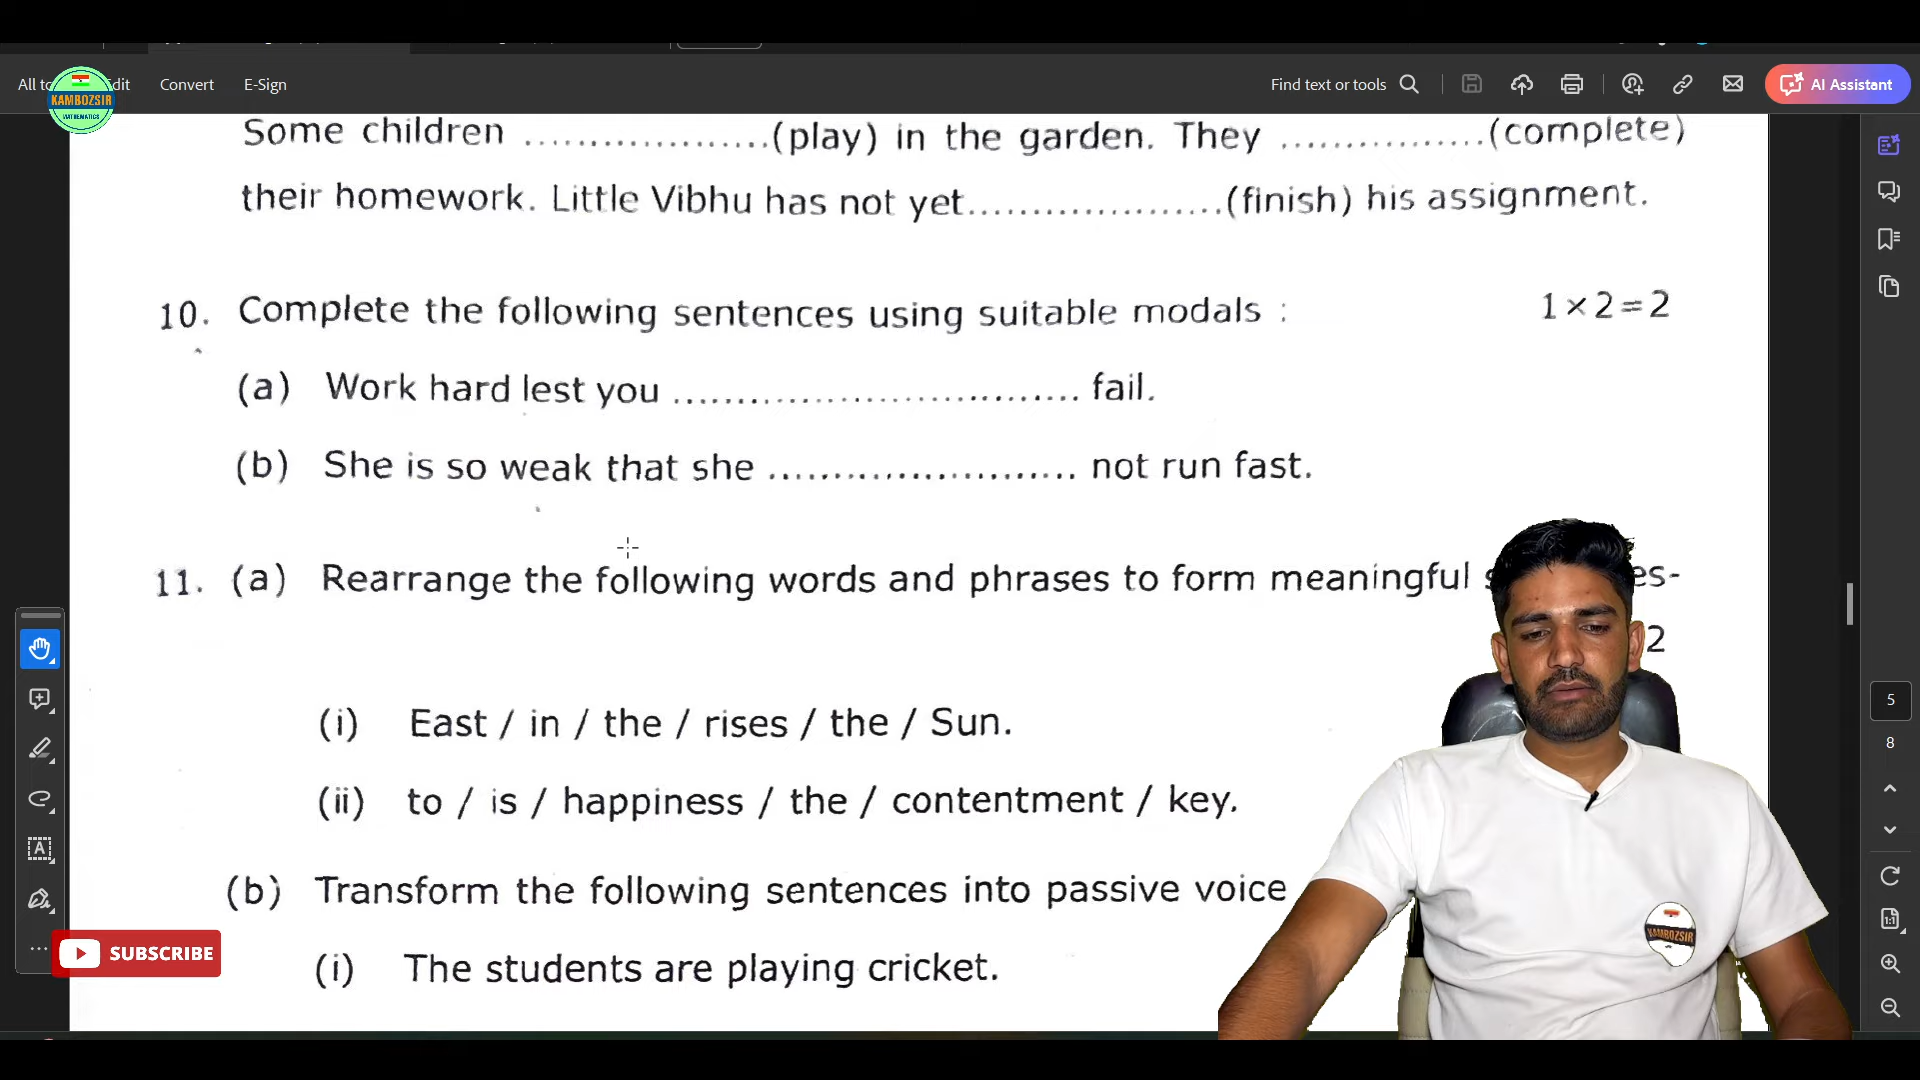 All to
Edit
Convert
E-Sign
Find text or tools
AI Assistant
KAMBOZSIR
MATHEMATICS
Some children ...................(play) in the garden. They ................(complete)
their homework. Little Vibhu has not yet....................(finish) his assignment.
10. Complete the following sentences using suitable modals : 1 × 2 = 2
(a) Work hard lest you ................................ fail.
(b) She is so weak that she ........................ not run fast.
11. (a) Rearrange the following words and phrases to form meaningful
2
(i) East / in / the / rises / the / Sun.
(ii) to / is / happiness / the / contentment / key.
(b) Transform the following sentences into passive voice
(i) The students are playing cricket.
5
8
SUBSCRIBE
KAMBOZSIR